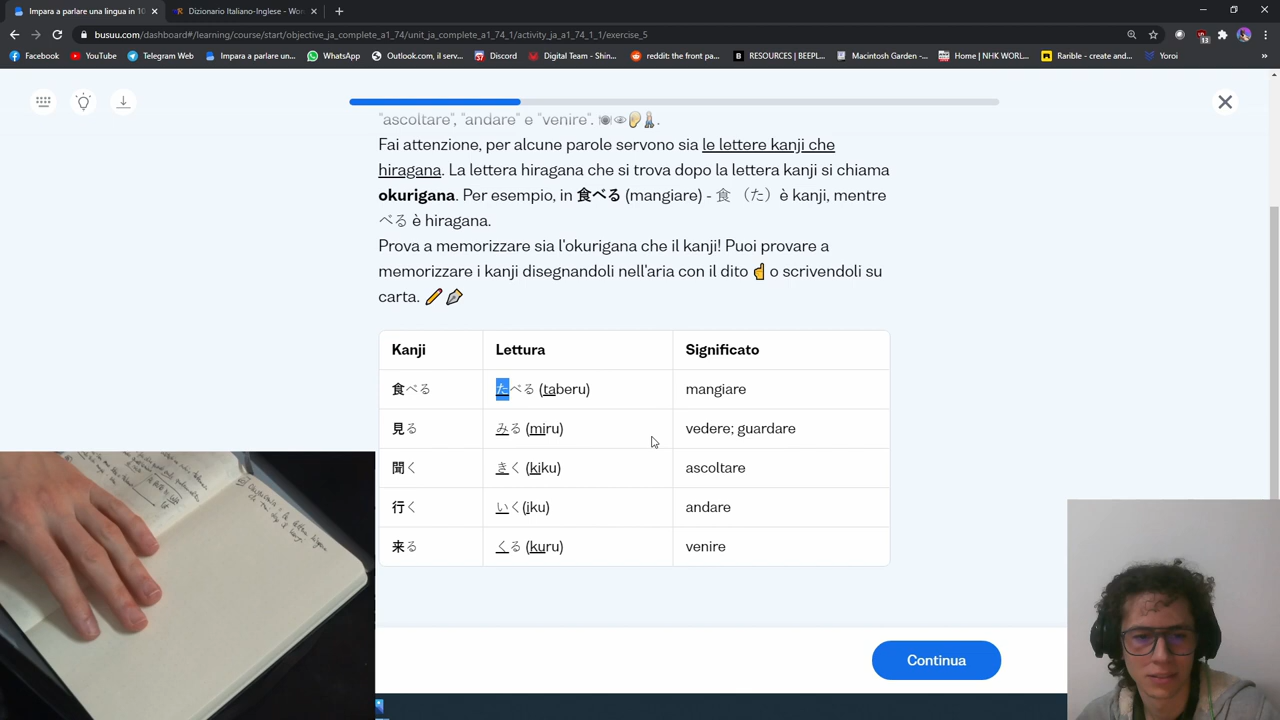 Impara a parlare una lingua in 10
Dizionario Italiano-Inglese - Wor
busuu.com/dashboard#/learning/course/start/objective_ja_complete_a1_74/unit_ja_complete_a1_74_1/activity_ja_a1_74_1_1/exercise_5
Facebook YouTube Telegram Web Impara a parlare un... WhatsApp Outlook.com, il serv... Discord Digital Team - Shin... reddit: the front pa... RESOURCES | BEEPL... Macintosh Garden -... Home | NHK WORL... Rarible - create and... Yoroi »
"ascoltare", "andare" e "venire". 🍽👁👂🚶.
Fai attenzione, per alcune parole servono sia le lettere kanji che
hiragana. La lettera hiragana che si trova dopo la lettera kanji si chiama
okurigana. Per esempio, in 食べる (mangiare) - 食 （た）è kanji, mentre
べる è hiragana.
Prova a memorizzare sia l'okurigana che il kanji! Puoi provare a
memorizzare i kanji disegnandoli nell'aria con il dito ☝ o scrivendoli su
carta. ✏️ 🖋
Kanji Lettura Significato
食べる たべる (taberu) mangiare
見る みる (miru) vedere; guardare
聞く きく (kiku) ascoltare
行く いく(iku) andare
来る くる (kuru) venire
Continua